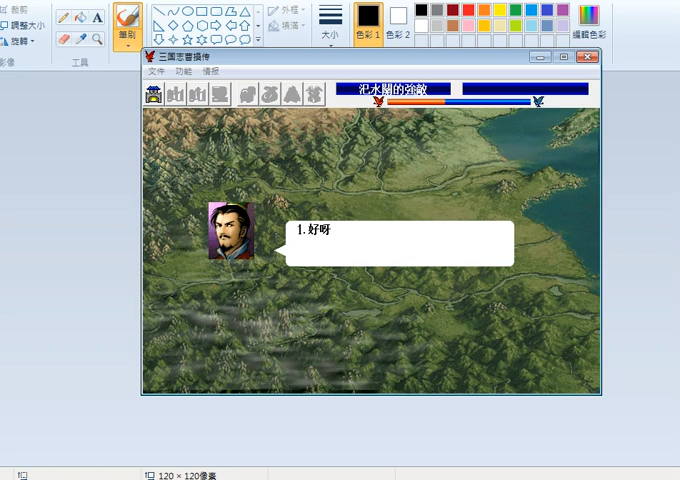 裁剪
調整大小
旋轉
影像
工具
筆刷
外框
填滿
大小
色彩 1
色彩 2
編輯色彩
三国志曹操传
文件 功能 情报
汜水關的強敵
1.好呀
120 × 120像素